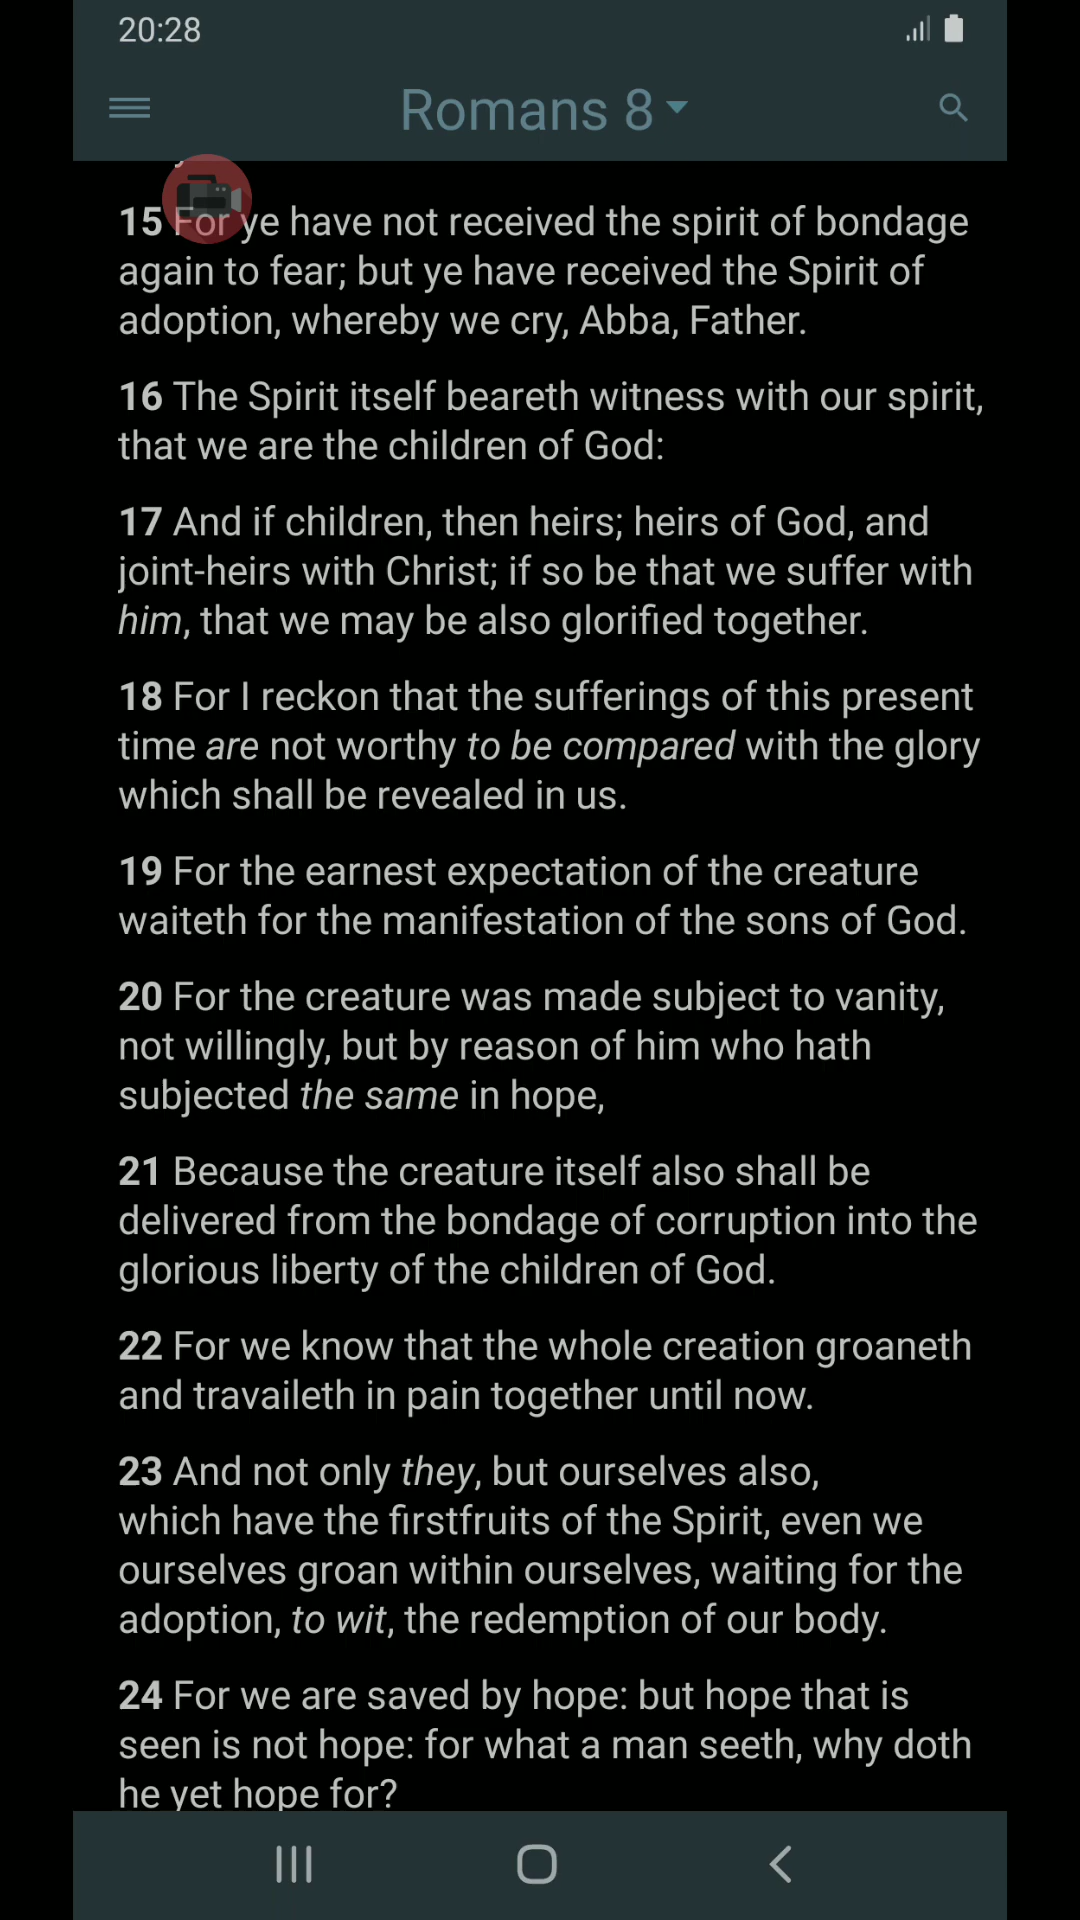 20:28
Romans 8
15 For ye have not received the spirit of bondage
again to fear; but ye have received the Spirit of
adoption, whereby we cry, Abba, Father.
16 The Spirit itself beareth witness with our spirit,
that we are the children of God:
17 And if children, then heirs; heirs of God, and
joint-heirs with Christ; if so be that we suffer with
him, that we may be also glorified together.
18 For I reckon that the sufferings of this present
time are not worthy to be compared with the glory
which shall be revealed in us.
19 For the earnest expectation of the creature
waiteth for the manifestation of the sons of God.
20 For the creature was made subject to vanity,
not willingly, but by reason of him who hath
subjected the same in hope,
21 Because the creature itself also shall be
delivered from the bondage of corruption into the
glorious liberty of the children of God.
22 For we know that the whole creation groaneth
and travaileth in pain together until now.
23 And not only they, but ourselves also,
which have the firstfruits of the Spirit, even we
ourselves groan within ourselves, waiting for the
adoption, to wit, the redemption of our body.
24 For we are saved by hope: but hope that is
seen is not hope: for what a man seeth, why doth
he yet hope for?